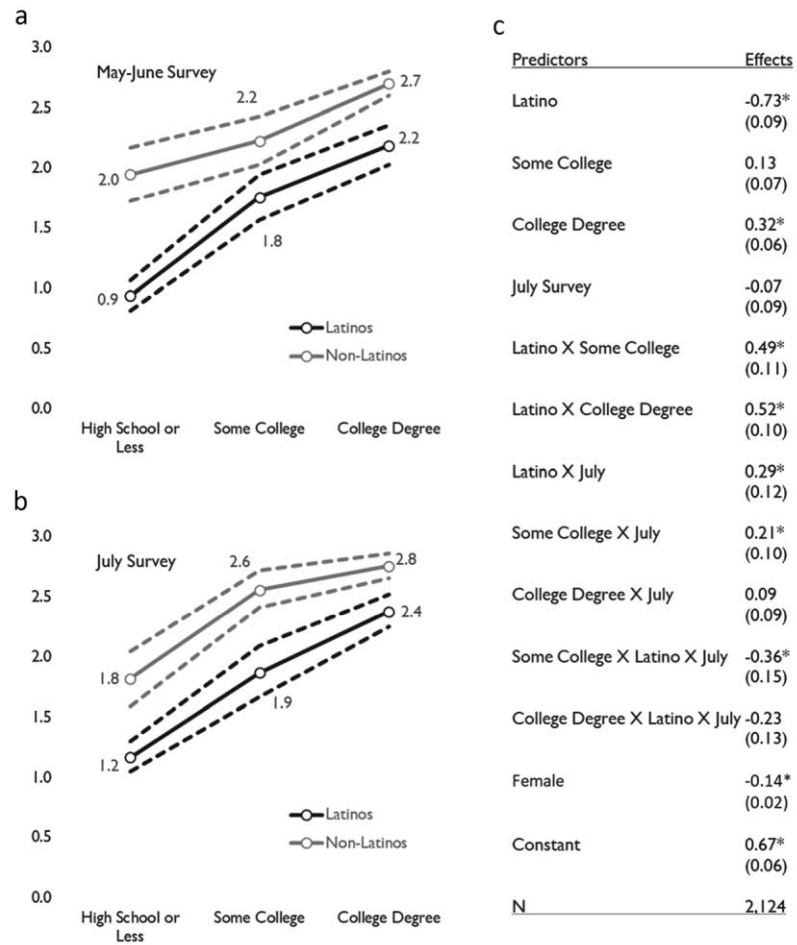 a
3.0
May-June Survey
2.5
2.2
2.7
2.2
2.0
2.0
1.5
1.8
1.0
0.9
Latinos
0.5
Non-Latinos
0.0
High School or
Less
Some College
College Degree
b
3.0
July Survey
2.6
2.8
2.5
2.4
2.0
1.8
1.5
1.9
1.2
1.0
Latinos
0.5
Non-Latinos
0.0
High School or
Less
Some College
College Degree
c
Predictors Effects
Latino -0.73*
(0.09)
Some College 0.13
(0.07)
College Degree 0.32*
(0.06)
July Survey -0.07
(0.09)
Latino X Some College 0.49*
(0.11)
Latino X College Degree 0.52*
(0.10)
Latino X July 0.29*
(0.12)
Some College X July 0.21*
(0.10)
College Degree X July 0.09
(0.09)
Some College X Latino X July -0.36*
(0.15)
College Degree X Latino X July -0.23
(0.13)
Female -0.14*
(0.02)
Constant 0.67*
(0.06)
N 2,124